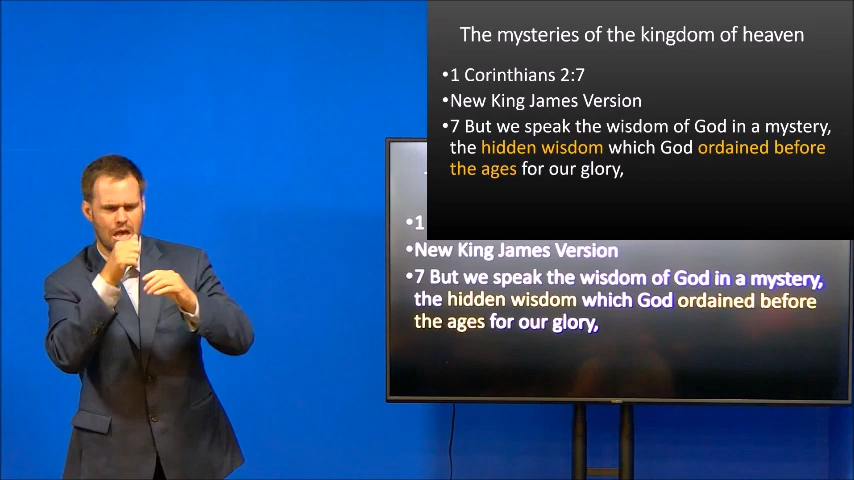 The mysteries of the kingdom of heaven
•1 Corinthians 2:7
•New King James Version
•7 But we speak the wisdom of God in a mystery,
the hidden wisdom which God ordained before
the ages for our glory,
•1
•New King James Version
•7 But we speak the wisdom of God in a mystery,
the hidden wisdom which God ordained before
the ages for our glory,